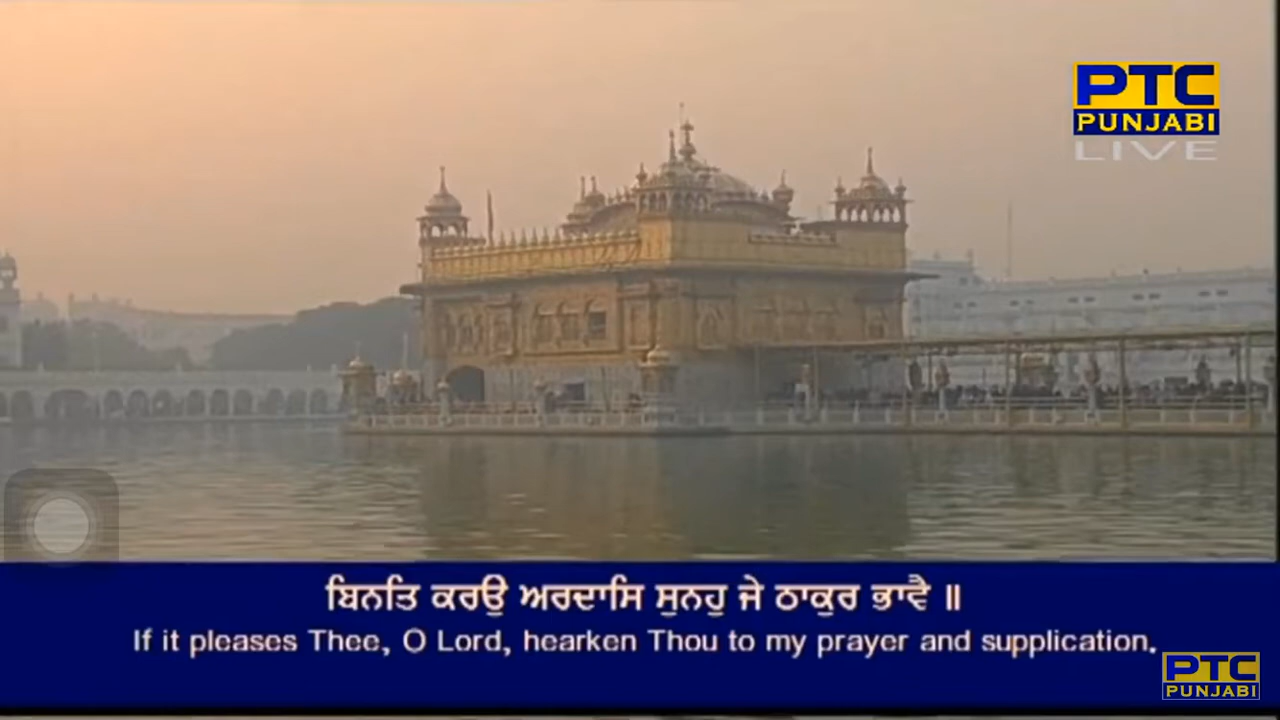 PTC
PUNJABI
LIVE
ਬਿਨਤਿ ਕਰਉ ਅਰਦਾਸਿ ਸੁਨਹੁ ਜੇ ਠਾਕੁਰ ਭਾਵੈ ॥
If it pleases Thee, O Lord, hearken Thou to my prayer and supplication.
PTC
PUNJABI